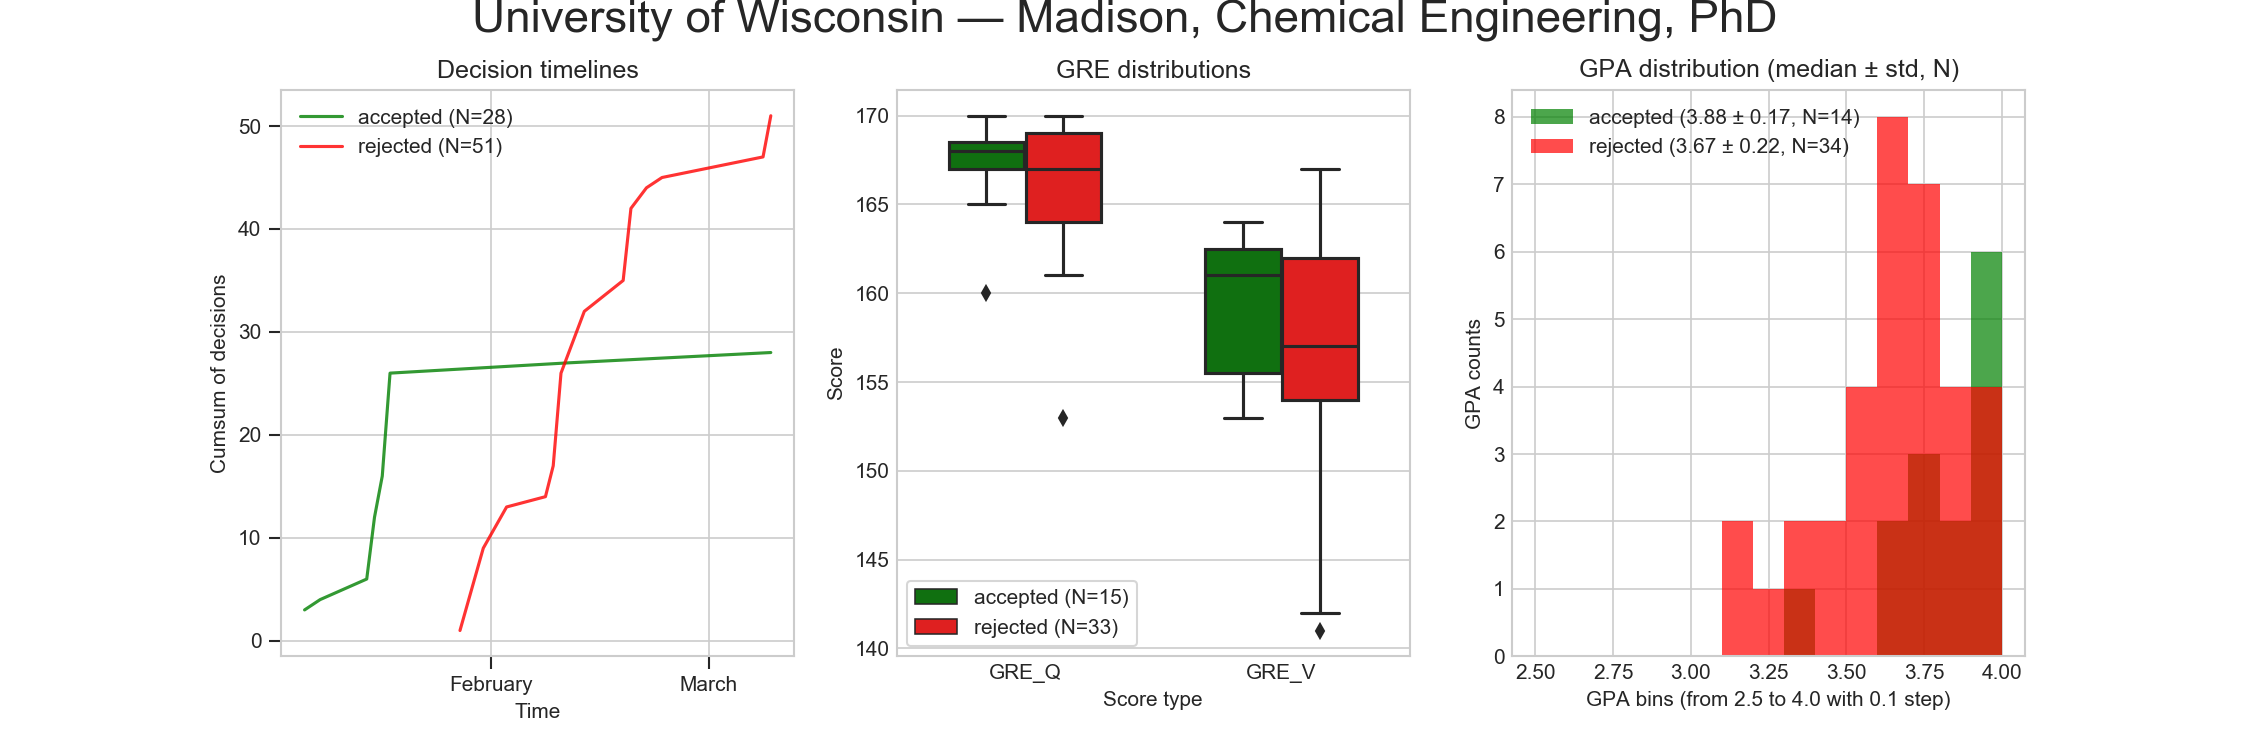 University of Wisconsin — Madison, Chemical Engineering, PhD
Decision timelines
accepted (N=28)
rejected (N=51)
50
40
30
20
10
0
Cumsum of decisions
February
March
Time
GRE distributions
170
165
160
155
150
145
140
Score
accepted (N=15)
rejected (N=33)
GRE_Q
GRE_V
Score type
GPA distribution (median ± std, N)
accepted (3.88 ± 0.17, N=14)
rejected (3.67 ± 0.22, N=34)
8
7
6
5
4
3
2
1
0
GPA counts
2.50
2.75
3.00
3.25
3.50
3.75
4.00
GPA bins (from 2.5 to 4.0 with 0.1 step)